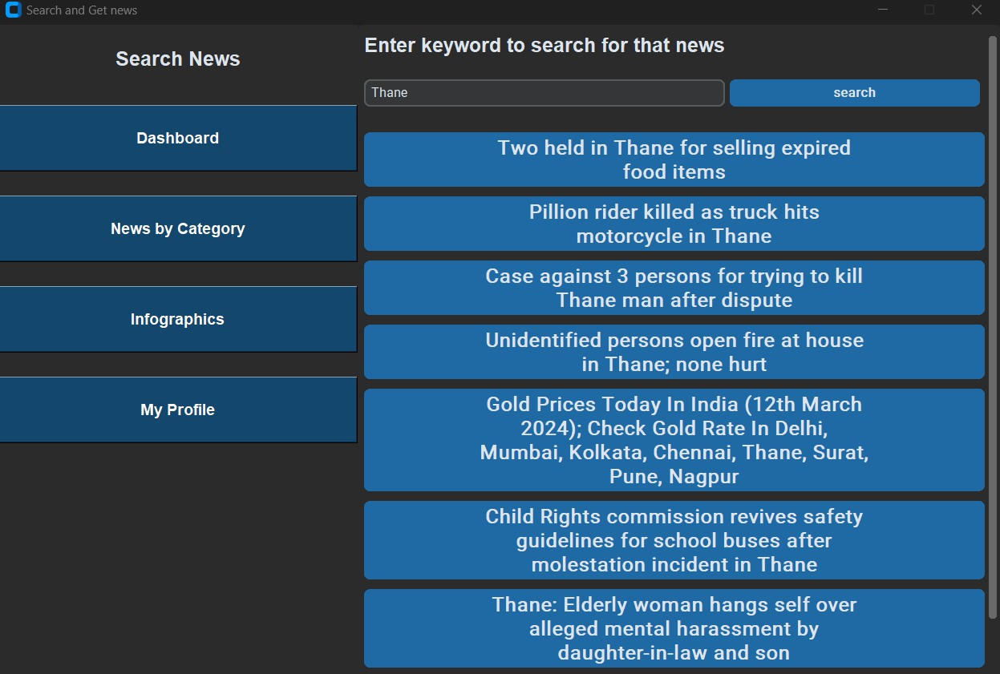 Search and Get news
Search News
Dashboard
News by Category
Infographics
My Profile
Enter keyword to search for that news
Thane
search
Two held in Thane for selling expired
food items
Pillion rider killed as truck hits
motorcycle in Thane
Case against 3 persons for trying to kill
Thane man after dispute
Unidentified persons open fire at house
in Thane; none hurt
Gold Prices Today In India (12th March
2024); Check Gold Rate In Delhi,
Mumbai, Kolkata, Chennai, Thane, Surat,
Pune, Nagpur
Child Rights commission revives safety
guidelines for school buses after
molestation incident in Thane
Thane: Elderly woman hangs self over
alleged mental harassment by
daughter-in-law and son